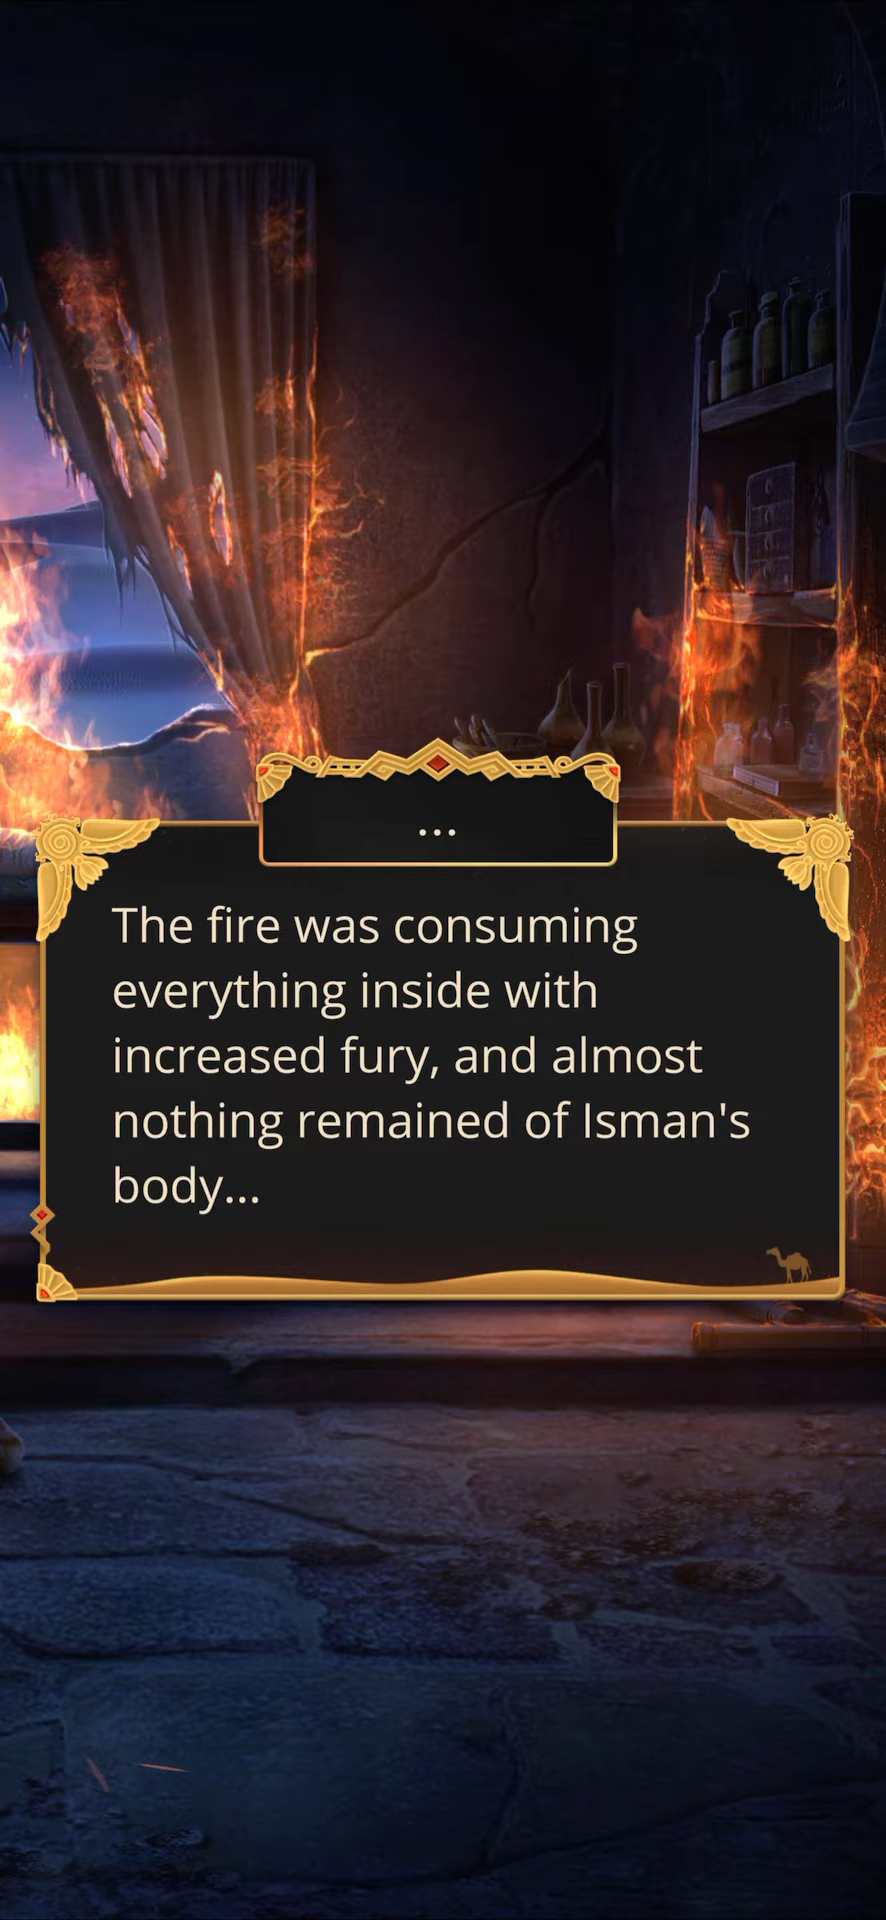 ...
The fire was consuming
everything inside with
increased fury, and almost
nothing remained of Isman's
body...